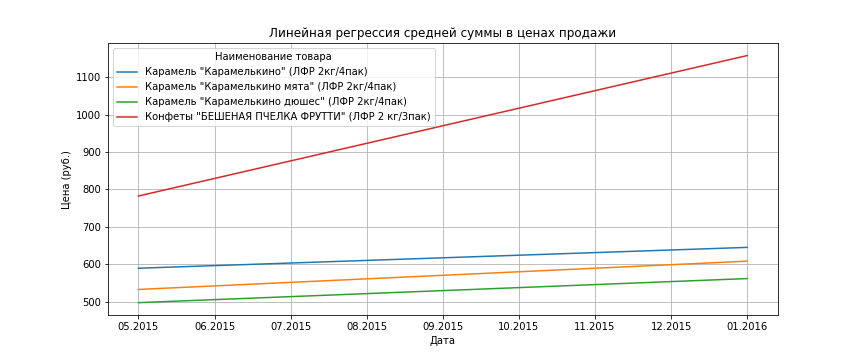 Линейная регрессия средней суммы в ценах продажи
Наименование товара
Карамель "Карамелькино" (ЛФР 2кг/4пак)
Карамель "Карамелькино мята" (ЛФР 2кг/4пак)
Карамель "Карамелькино дюшес" (ЛФР 2кг/4пак)
Конфеты "БЕШЕНАЯ ПЧЕЛКА ФРУТТИ" (ЛФР 2 кг/3пак)
Цена (руб.)
1100
1000
900
800
700
600
500
05.2015 06.2015 07.2015 08.2015 09.2015 10.2015 11.2015 12.2015 01.2016
Дата